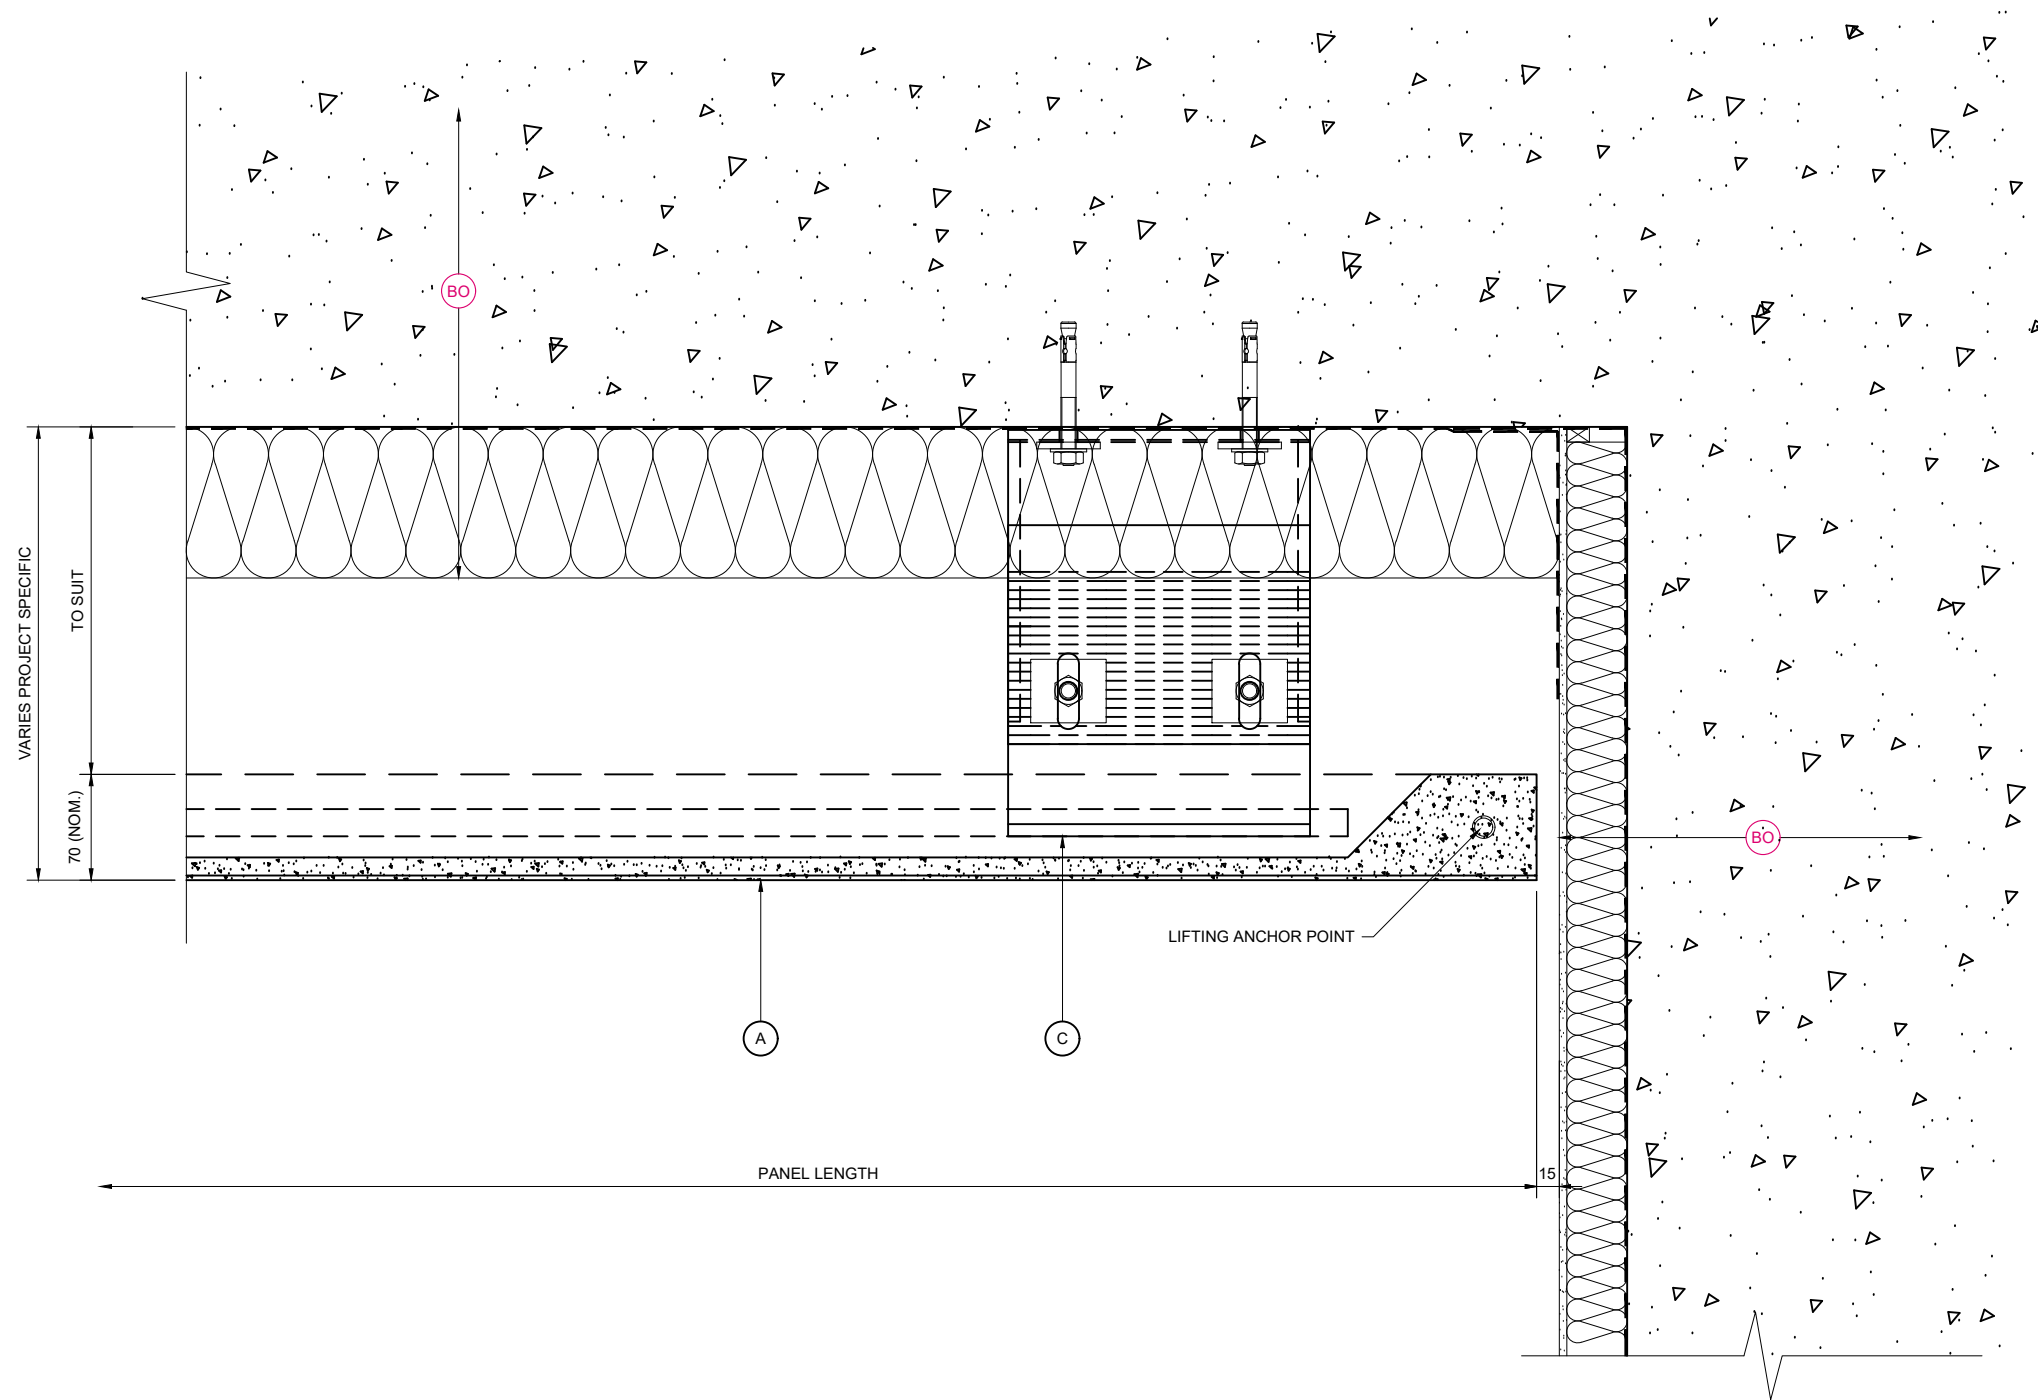 BO
VARIES PROJECT SPECIFIC
TO SUIT
70 (NOM.)
BO
LIFTING ANCHOR POINT
A
C
PANEL LENGTH
15